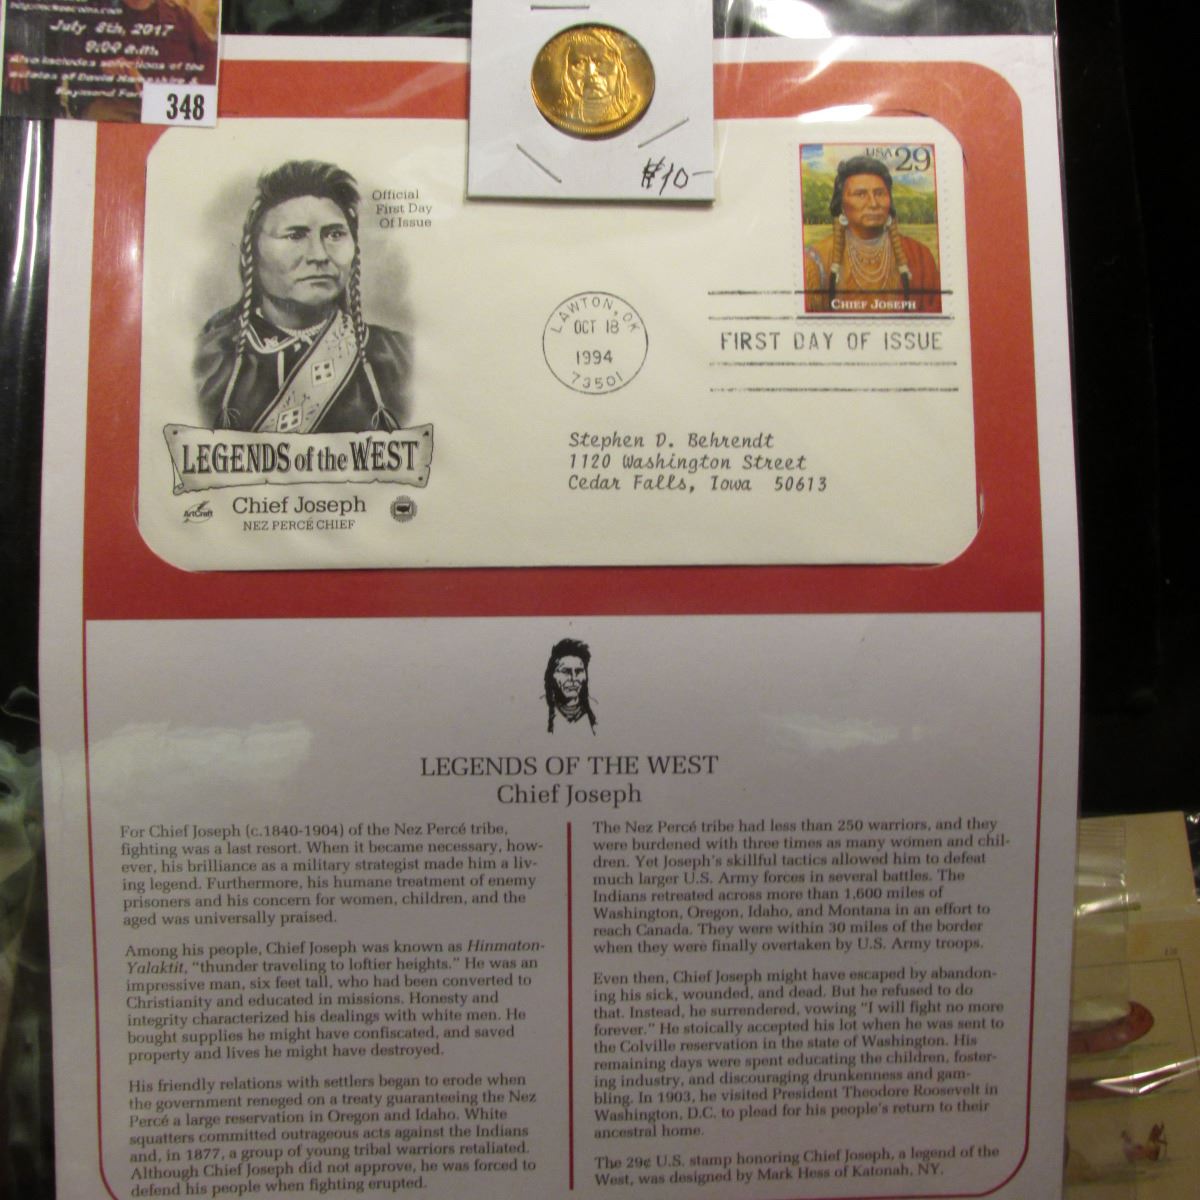 July 8th, 2017
9:00 a.m.
Also includes selections of the
estates of David
Raymond
348
$10-
Official
First Day
Of Issue
USA 29
CHIEF JOSEPH
LAWTON, OK
OCT 18
1994
73501
FIRST DAY OF ISSUE
Stephen D. Behrendt
1120 Washington Street
Cedar Falls, Iowa 50613
LEGENDS of the WEST
ArtCraft
Chief Joseph
NEZ PERCÉ CHIEF
LEGENDS OF THE WEST
Chief Joseph
For Chief Joseph (c.1840-1904) of the Nez Percé tribe,
fighting was a last resort. When it became necessary, how-
ever, his brilliance as a military strategist made him a liv-
ing legend. Furthermore, his humane treatment of enemy
prisoners and his concern for women, children, and the
aged was universally praised.
Among his people, Chief Joseph was known as Hinmaton-
Yalaktit, "thunder traveling to loftier heights." He was an
impressive man, six feet tall, who had been converted to
Christianity and educated in missions. Honesty and
integrity characterized his dealings with white men. He
bought supplies he might have confiscated, and saved
property and lives he might have destroyed.
His friendly relations with settlers began to erode when
the government reneged on a treaty guaranteeing the Nez
Percé a large reservation in Oregon and Idaho. White
squatters committed outrageous acts against the Indians
and, in 1877, a group of young tribal warriors retaliated.
Although Chief Joseph did not approve, he was forced to
defend his people when fighting erupted.
The Nez Percé tribe had less than 250 warriors, and they
were burdened with three times as many women and chil-
dren. Yet Joseph's skillful tactics allowed him to defeat
much larger U.S. Army forces in several battles. The
Indians retreated across more than 1,600 miles of
Washington, Oregon, Idaho, and Montana in an effort to
reach Canada. They were within 30 miles of the border
when they were finally overtaken by U.S. Army troops.
Even then, Chief Joseph might have escaped by abandon-
ing his sick, wounded, and dead. But he refused to do
that. Instead, he surrendered, vowing "I will fight no more
forever." He stoically accepted his lot when he was sent to
the Colville reservation in the state of Washington. His
remaining days were spent educating the children, foster-
ing industry, and discouraging drunkenness and gam-
bling. In 1903, he visited President Theodore Roosevelt in
Washington, D.C. to plead for his people's return to their
ancestral home.
The 29¢ U.S. stamp honoring Chief Joseph, a legend of the
West, was designed by Mark Hess of Katonah, NY.